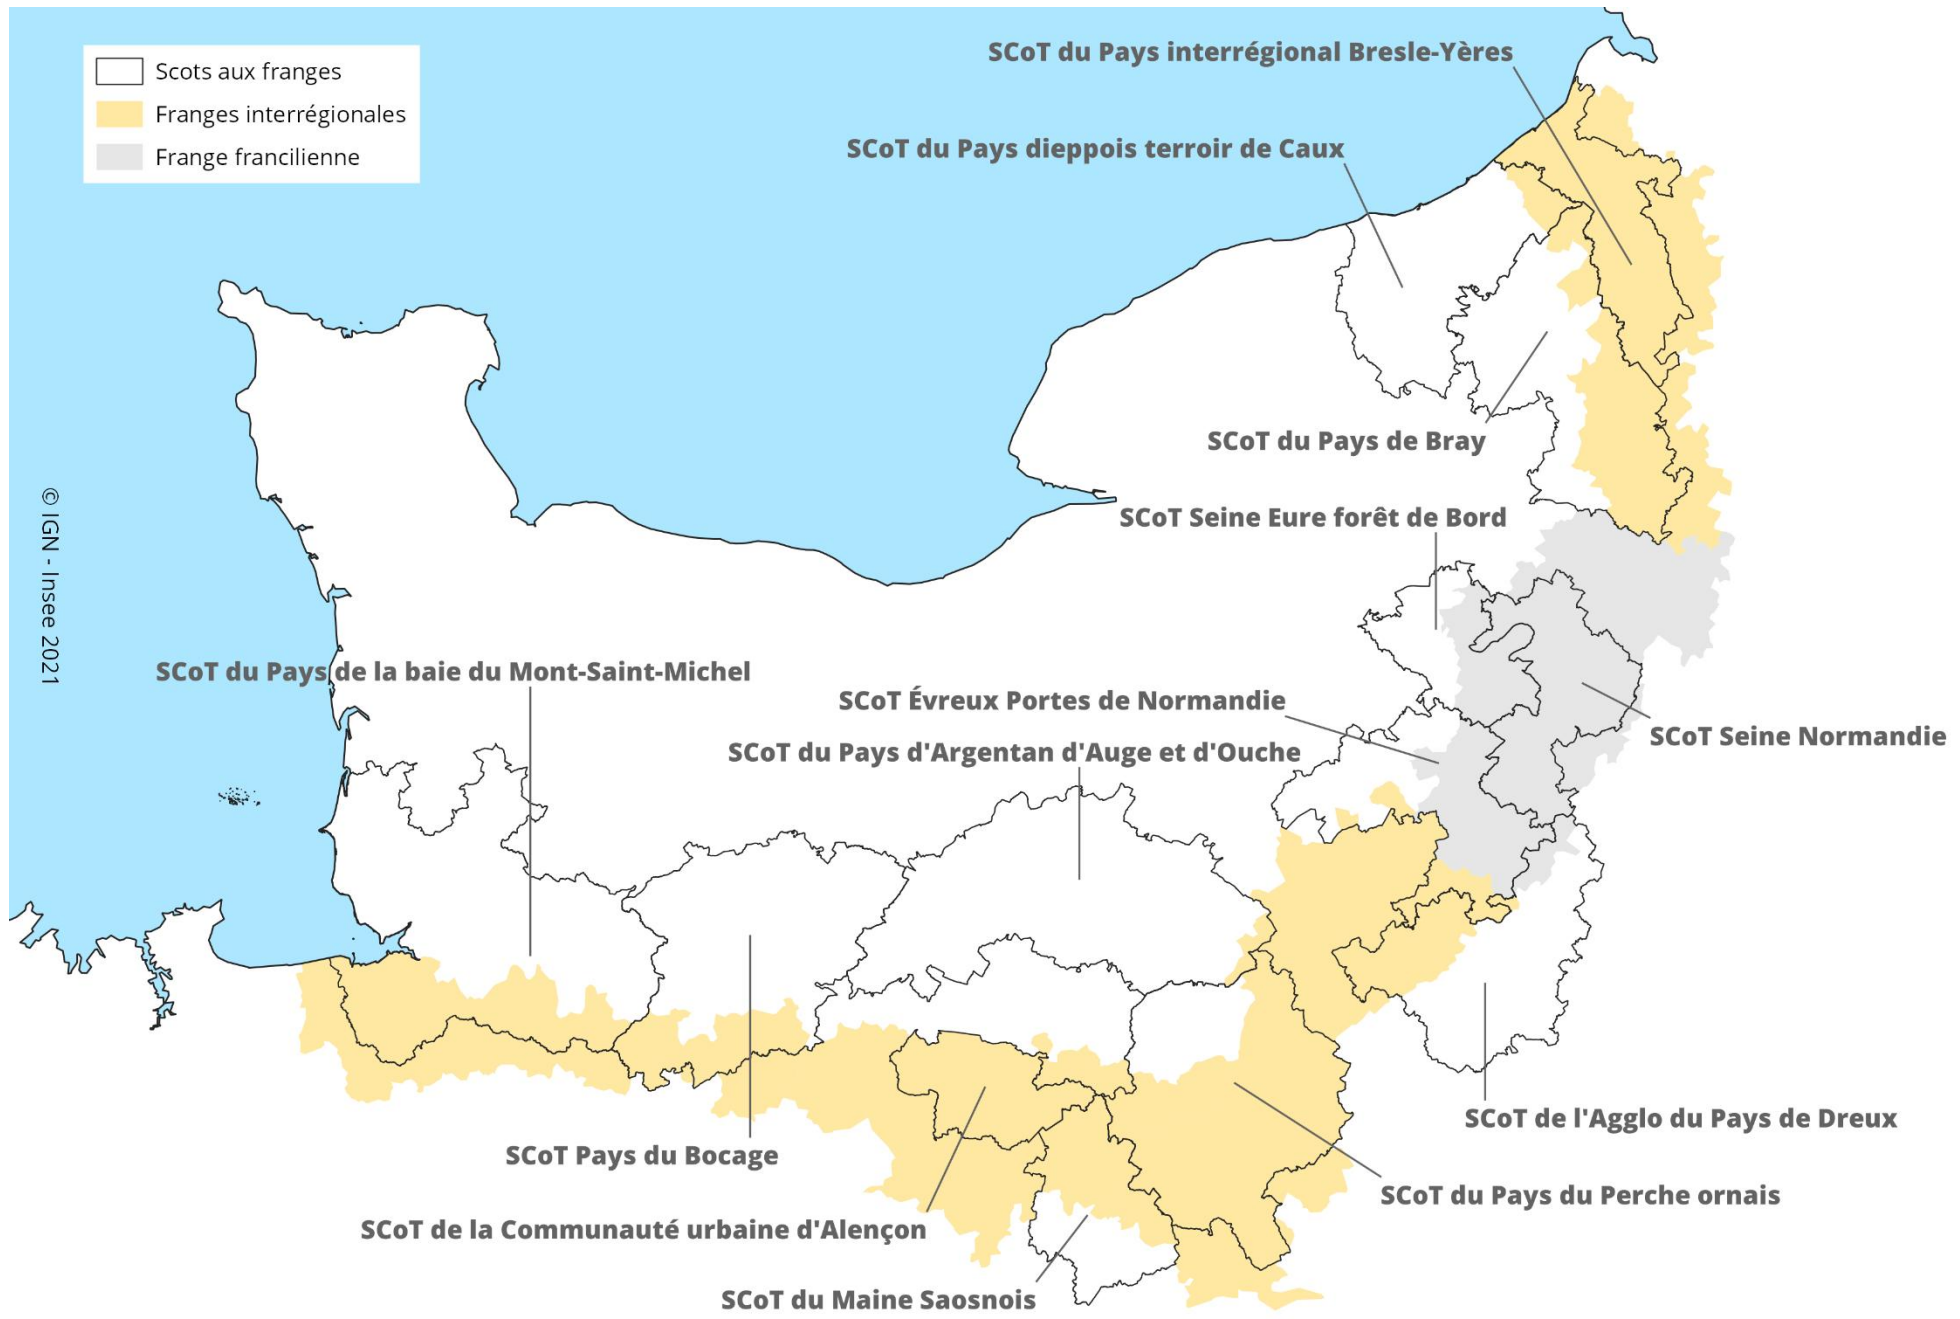 Scots aux franges
Franges interrégionales
Frange francilienne
SCoT du Pays interrégional Bresle-Yères
SCoT du Pays dieppois terroir de Caux
SCoT du Pays de Bray
SCoT Seine Eure forêt de Bord
© IGN - Insee 2021
SCoT du Pays de la baie du Mont-Saint-Michel
SCoT Évreux Portes de Normandie
SCoT Seine Normandie
SCoT du Pays d'Argentan d'Auge et d'Ouche
SCoT de l'Agglo du Pays de Dreux
SCoT Pays du Bocage
SCoT du Pays du Perche ornais
SCoT de la Communauté urbaine d'Alençon
SCoT du Maine Saosnois